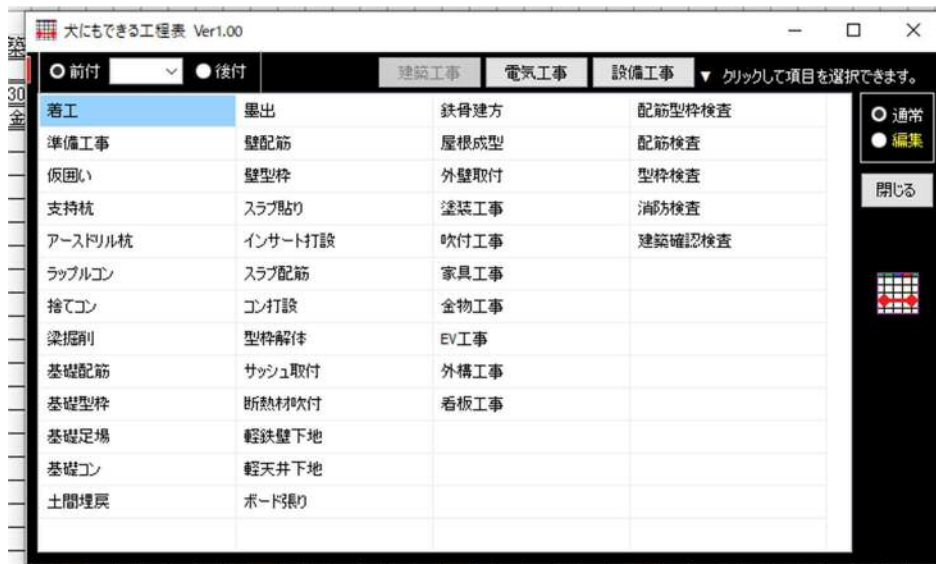 犬にもできる工程表 Ver1.00
前付 後付 建築工事 電気工事 設備工事 ▼ クリックして項目を選択できます。
着工 墨出 鉄骨建方 配筋型枠検査
準備工事 壁配筋 屋根成型 配筋検査
仮囲い 壁型枠 外壁取付 型枠検査
支持杭 スラブ貼り 塗装工事 消防検査
アースドリル杭 インサート打設 吹付工事 建築確認検査
ラップルコン スラブ配筋 家具工事
捨てコン コン打設 金物工事
梁掘削 型枠解体 EV工事
基礎配筋 サッシュ取付 外構工事
基礎型枠 断熱材吹付 看板工事
基礎足場 軽鉄壁下地
基礎コン 軽天井下地
土間埋戻 ボード張り
通常
編集
閉じる
築
30
金